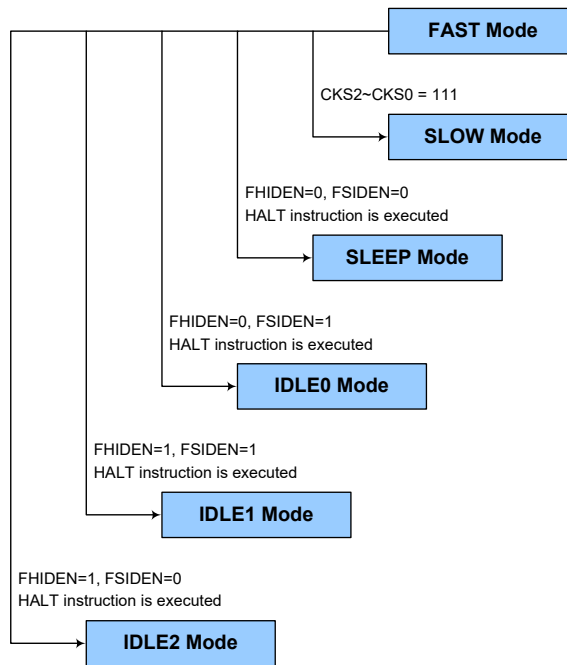 FAST Mode
CKS2~CKS0 = 111
SLOW Mode
FHIDEN=0, FSIDEN=0
HALT instruction is executed
SLEEP Mode
FHIDEN=0, FSIDEN=1
HALT instruction is executed
IDLE0 Mode
FHIDEN=1, FSIDEN=1
HALT instruction is executed
IDLE1 Mode
FHIDEN=1, FSIDEN=0
HALT instruction is executed
IDLE2 Mode